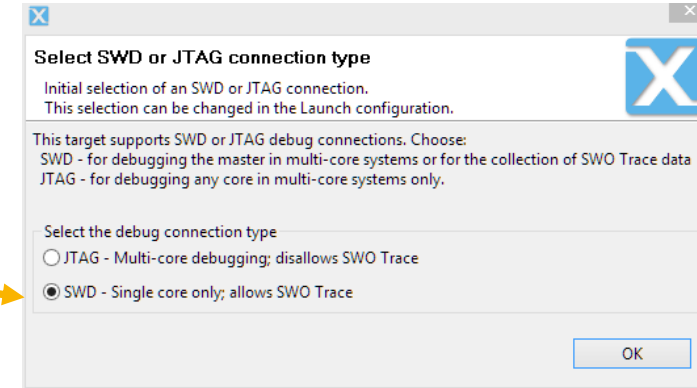 Select SWD or JTAG connection type
Initial selection of an SWD or JTAG connection.
This selection can be changed in the Launch configuration.
This target supports SWD or JTAG debug connections. Choose:
SWD - for debugging the master in multi-core systems or for the collection of SWO Trace data
JTAG - for debugging any core in multi-core systems only.
Select the debug connection type
JTAG - Multi-core debugging; disallows SWO Trace
SWD - Single core only; allows SWO Trace
OK